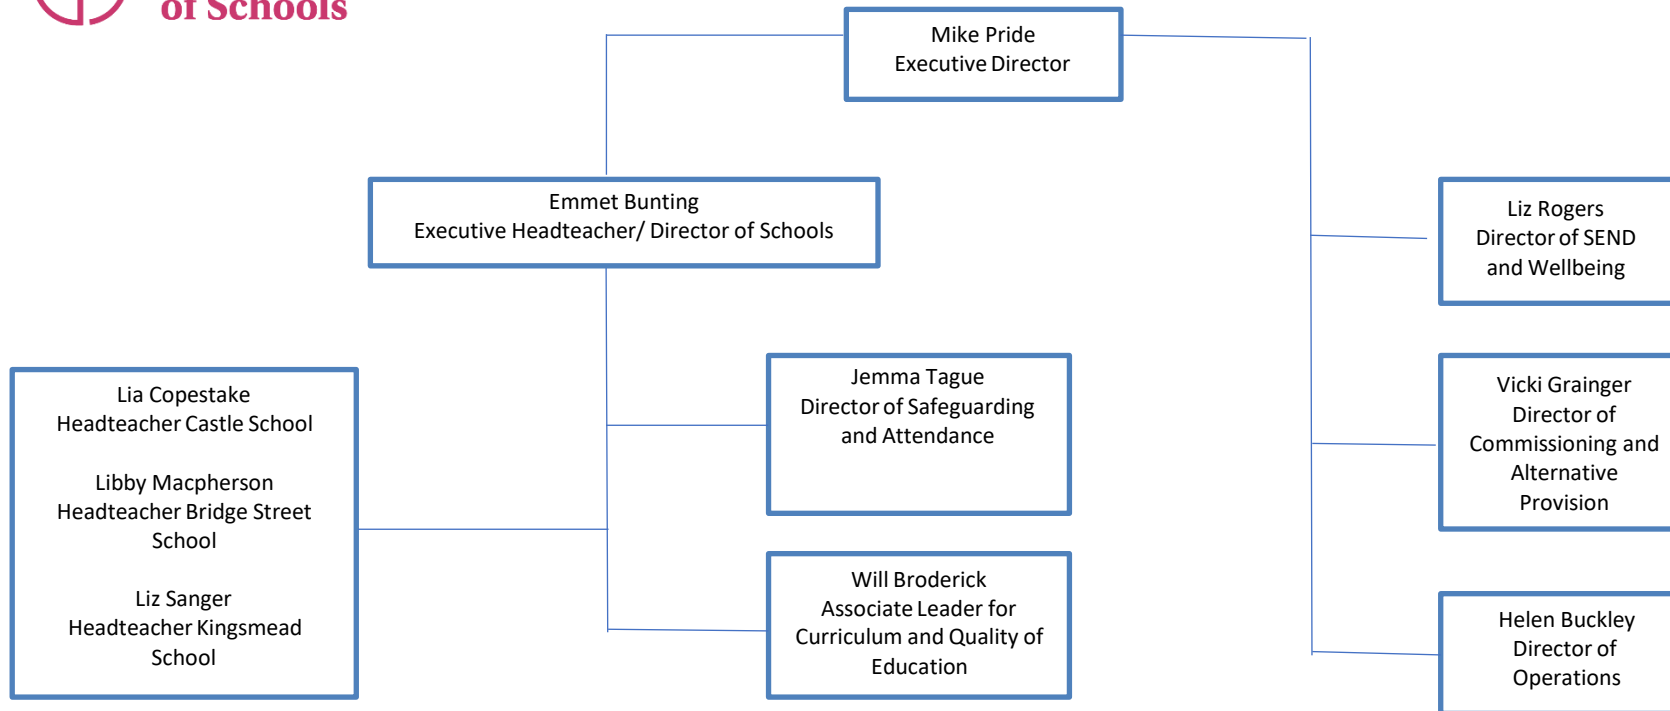 of Schools
Mike Pride
Executive Director
Emmet Bunting
Executive Headteacher/ Director of Schools
Liz Rogers
Director of SEND
and Wellbeing
Lia Copestake
Headteacher Castle School
Libby Macpherson
Headteacher Bridge Street
School
Liz Sanger
Headteacher Kingsmead
School
Jemma Tague
Director of Safeguarding
and Attendance
Vicki Grainger
Director of
Commissioning and
Alternative
Provision
Will Broderick
Associate Leader for
Curriculum and Quality of
Education
Helen Buckley
Director of
Operations